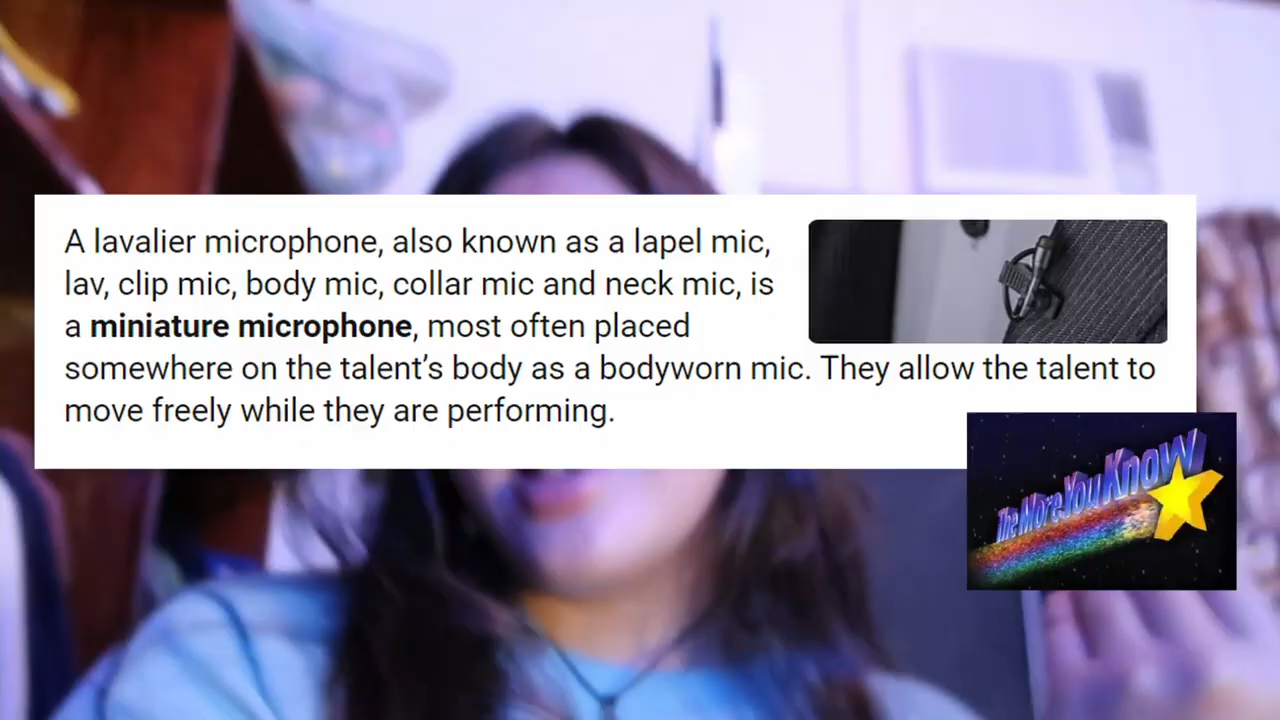 A lavalier microphone, also known as a lapel mic,
lav, clip mic, body mic, collar mic and neck mic, is
a miniature microphone, most often placed
somewhere on the talent’s body as a bodyworn mic. They allow the talent to
move freely while they are performing.
The More You Know